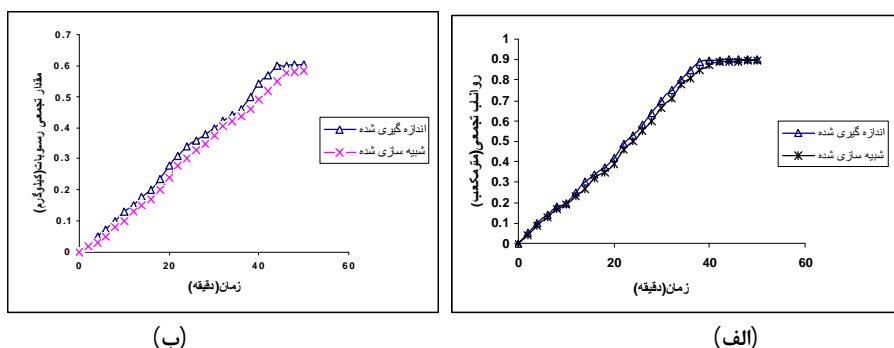 1
0.9
0.8
0.7
0.6
0.5
0.4
0.3
0.2
0.1
0
رواناب تجمعی(مترمکعب)
اندازه گیری شده
شبیه سازی شده
0 20 40 60
زمان(دقیقه)
(الف)
0.7
0.6
0.5
0.4
0.3
0.2
0.1
0
مقدار تجمعی رسوبات(کیلوگرم)
اندازه گیری شده
شبیه سازی شده
0 20 40 60
زمان(دقیقه)
(ب)